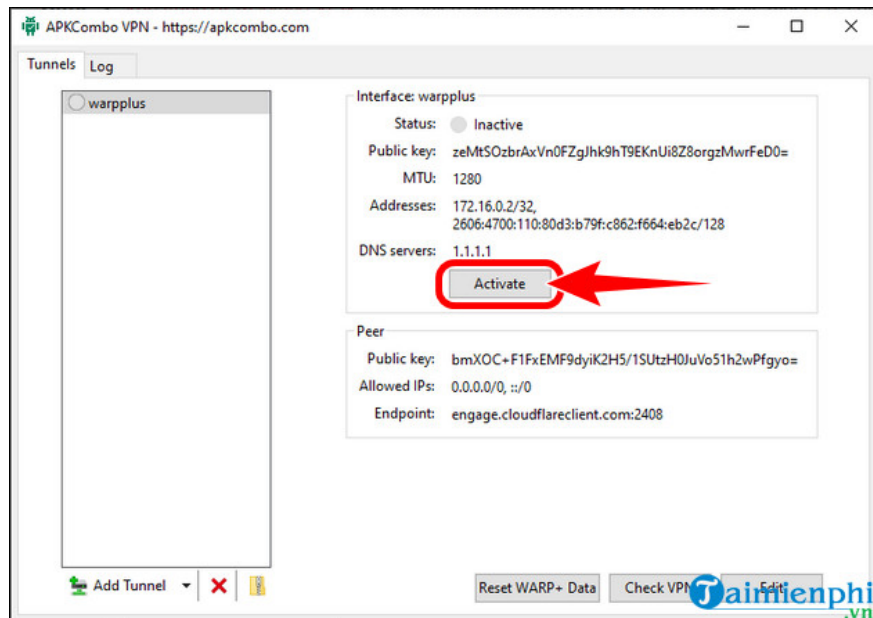 APKCombo VPN - https://apkcombo.com
Tunnels Log
warpplus
Interface: warpplus
Status: Inactive
Public key: zeMtSOzbrAxVn0FZgJhk9hT9EKnUi8Z8orgzMwrFeD0=
MTU: 1280
Addresses: 172.16.0.2/32,
2606:4700:110:80d3:b79f:c862:f664:eb2c/128
DNS servers: 1.1.1.1
Activate
Peer
Public key: bmXOC+F1FxEMF9dyiK2H5/1SUtzH0JuVo51h2wPfgyo=
Allowed IPs: 0.0.0.0/0, ::/0
Endpoint: engage.cloudflareclient.com:2408
Add Tunnel
Reset WARP+ Data Check VPN Edit
Taimienphi
.vn